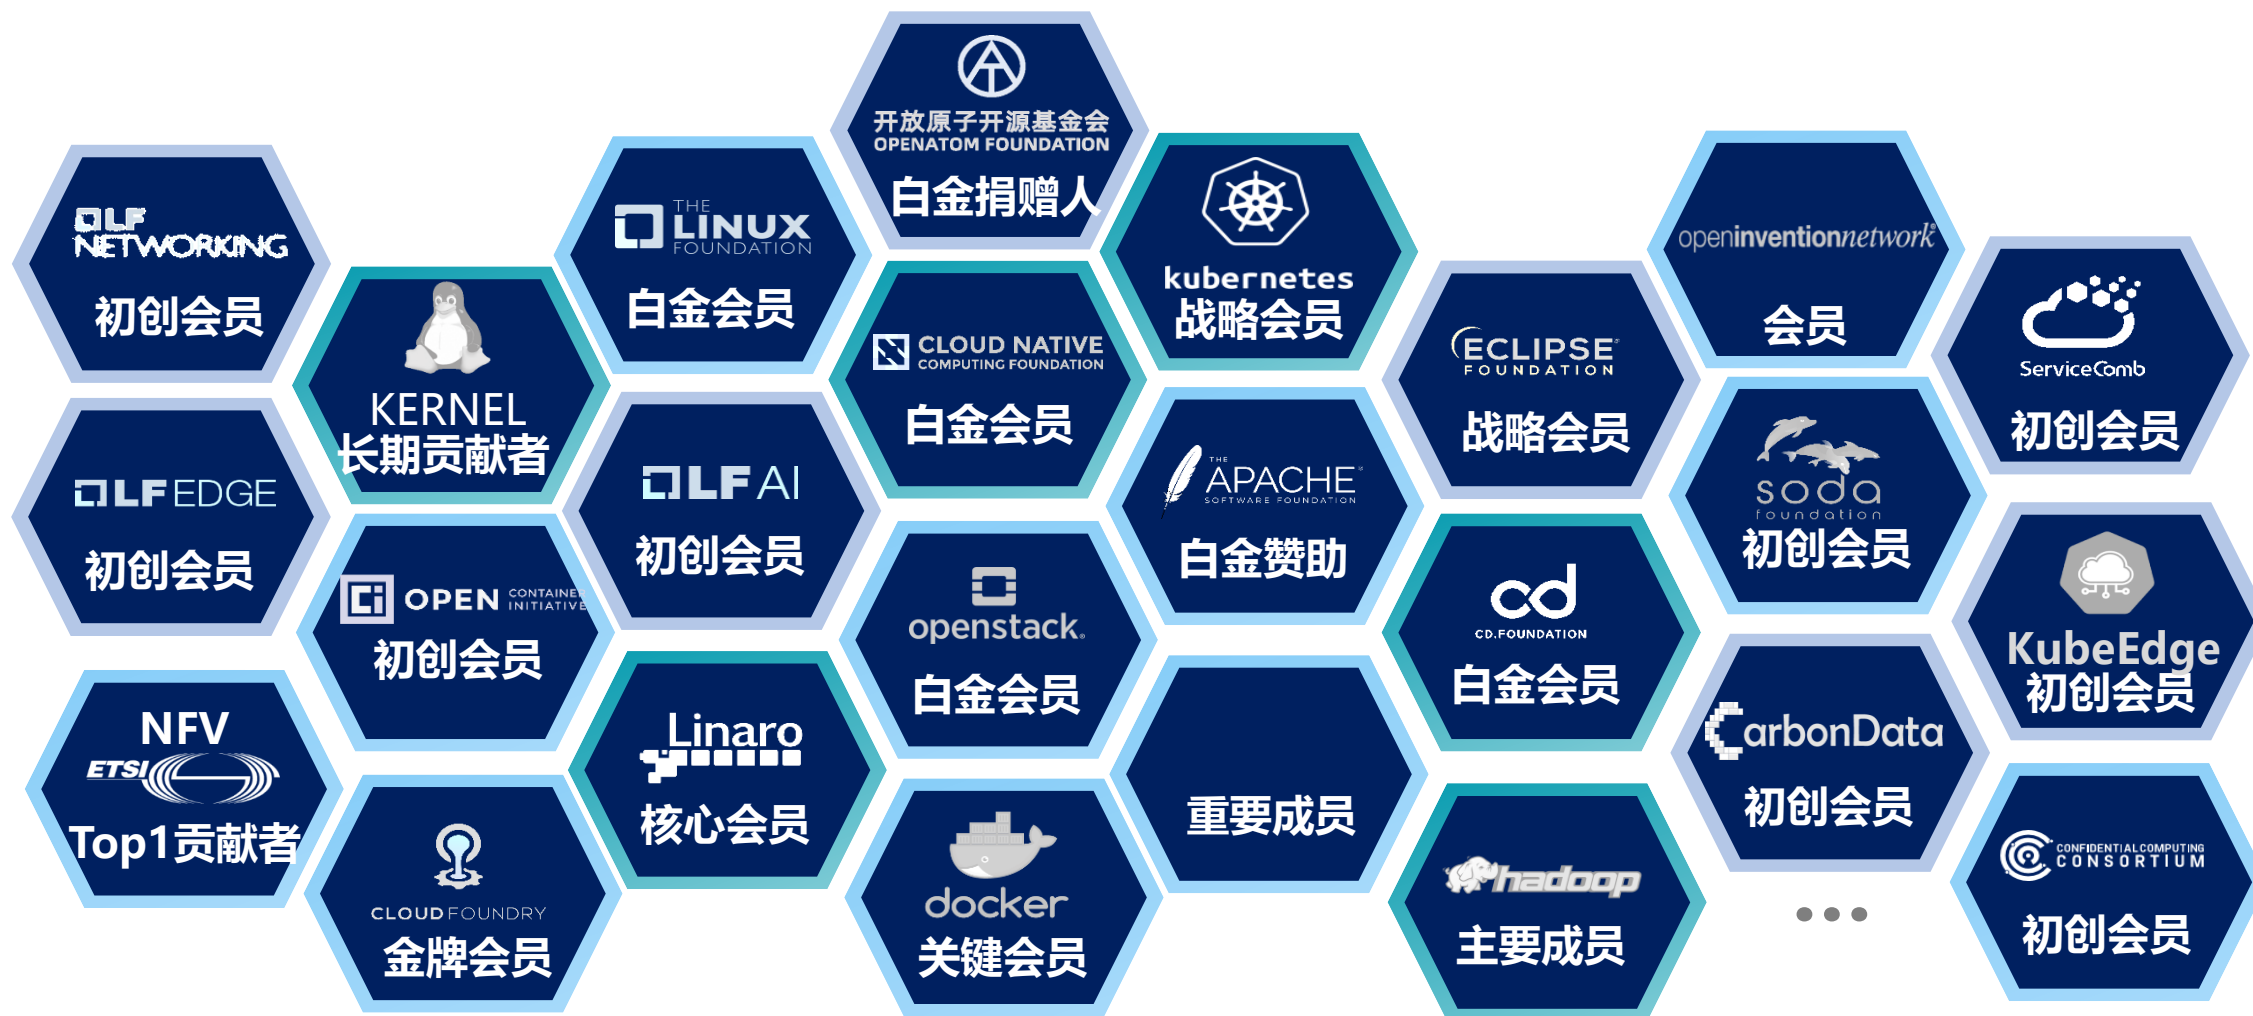 开放原子开源基金会
OPENATOM FOUNDATION
白金捐赠人
LF
NETWORKING
初创会员
THE
LINUX
FOUNDATION
白金会员
kubernetes
战略会员
openinventionnetwork
会员
KERNEL
长期贡献者
CLOUD NATIVE
COMPUTING FOUNDATION
白金会员
ECLIPSE
FOUNDATION
战略会员
ServiceComb
初创会员
LF EDGE
初创会员
LF AI
初创会员
THE
APACHE
SOFTWARE FOUNDATION
白金赞助
soda
foundation
初创会员
Ci OPEN CONTAINER
INITIATIVE
初创会员
openstack.
白金会员
cd
CD.FOUNDATION
白金会员
KubeEdge
初创会员
NFV
ETSI
Top1贡献者
Linaro
核心会员
重要成员
CarbonData
初创会员
CLOUD FOUNDRY
金牌会员
docker
关键会员
hadoop
主要成员
●●●
CONFIDENTIAL COMPUTING
CONSORTIUM
初创会员